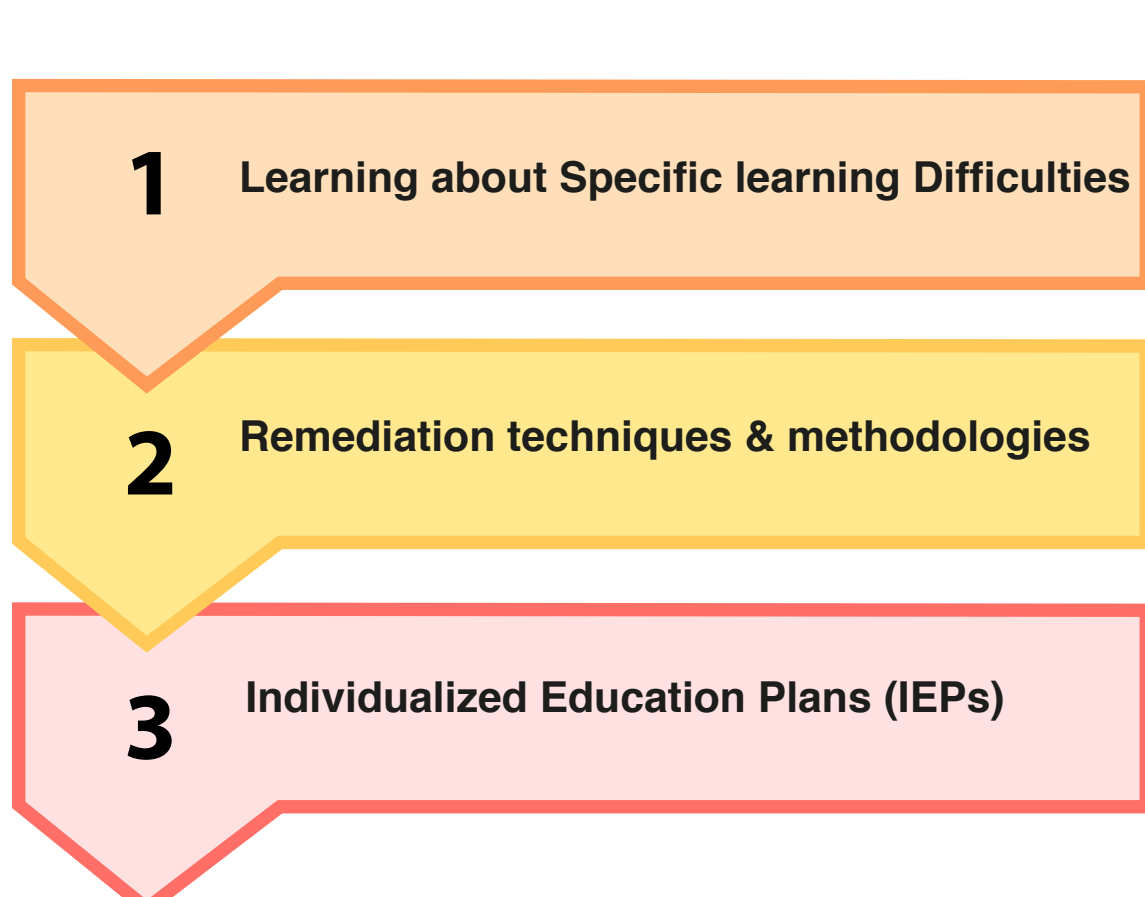 1
Learning about Specific learning Difficulties
2
Remediation techniques & methodologies
3
Individualized Education Plans (IEPs)